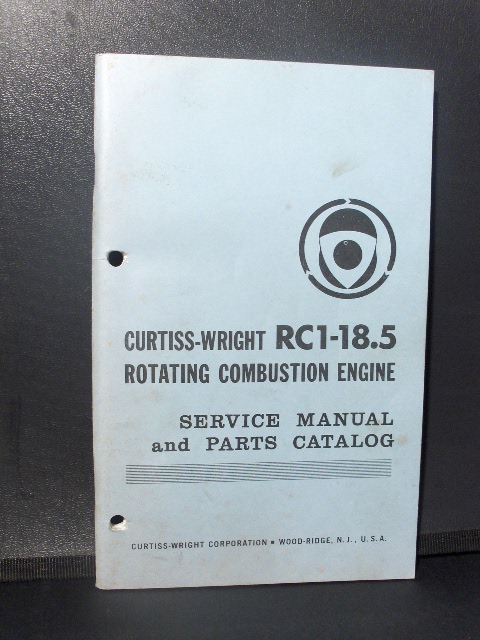 CURTISS-WRIGHT RC1-18.5
ROTATING COMBUSTION ENGINE
SERVICE MANUAL
and PARTS CATALOG
CURTISS-WRIGHT CORPORATION • WOOD-RIDGE, N.J., U.S.A.